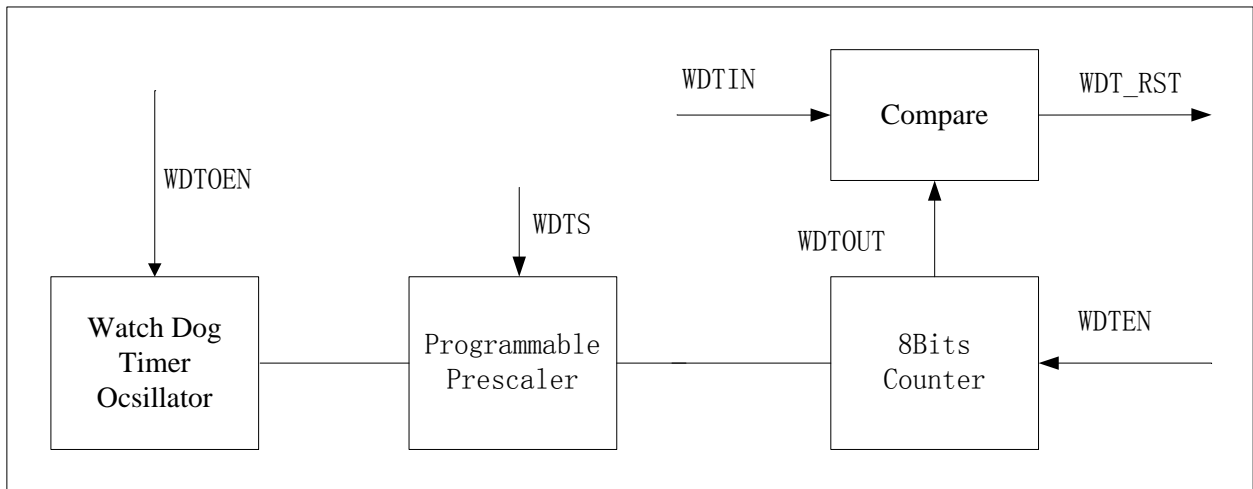 WDTIN
WDT_RST
Compare
WDTOEN
WDTS
WDTOUT
Watch Dog
Timer
Ocsillator
Programmable
Prescaler
8Bits
Counter
WDTEN